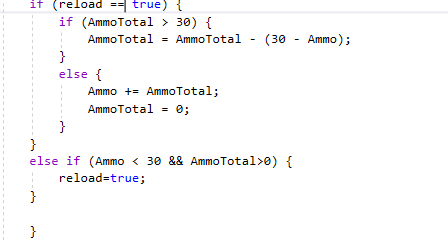 if (reload == true) {
if (AmmoTotal > 30) {
AmmoTotal = AmmoTotal - (30 - Ammo);
}
else {
Ammo += AmmoTotal;
AmmoTotal = 0;
}
}
else if (Ammo < 30 && AmmoTotal>0) {
reload=true;
}
}